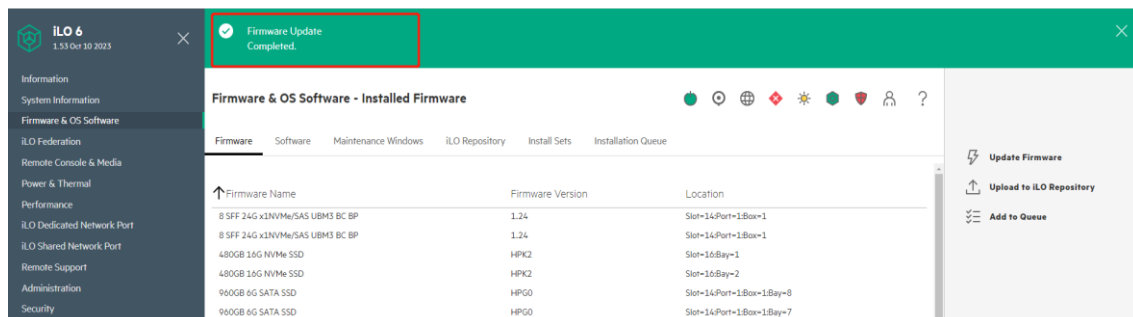 iLO 6
1.53 Oct 10 2023
Firmware Update
Completed.
Information
System Information
Firmware & OS Software
iLO Federation
Remote Console & Media
Power & Thermal
Performance
iLO Dedicated Network Port
iLO Shared Network Port
Remote Support
Administration
Security
Firmware & OS Software - Installed Firmware
?
Firmware Software Maintenance Windows iLO Repository Install Sets Installation Queue
Firmware Name Firmware Version Location
8 SFF 24G x1NVMe/SAS UBM3 BC BP 1.24 Slot=14:Port=1:Box=1
8 SFF 24G x1NVMe/SAS UBM3 BC BP 1.24 Slot=14:Port=1:Box=1
480GB 16G NVMe SSD HPK2 Slot=16:Bay=1
480GB 16G NVMe SSD HPK2 Slot=16:Bay=2
960GB 6G SATA SSD HPG0 Slot=14:Port=1:Box=1:Bay=8
960GB 6G SATA SSD HPG0 Slot=14:Port=1:Box=1:Bay=7
Update Firmware
Upload to iLO Repository
Add to Queue